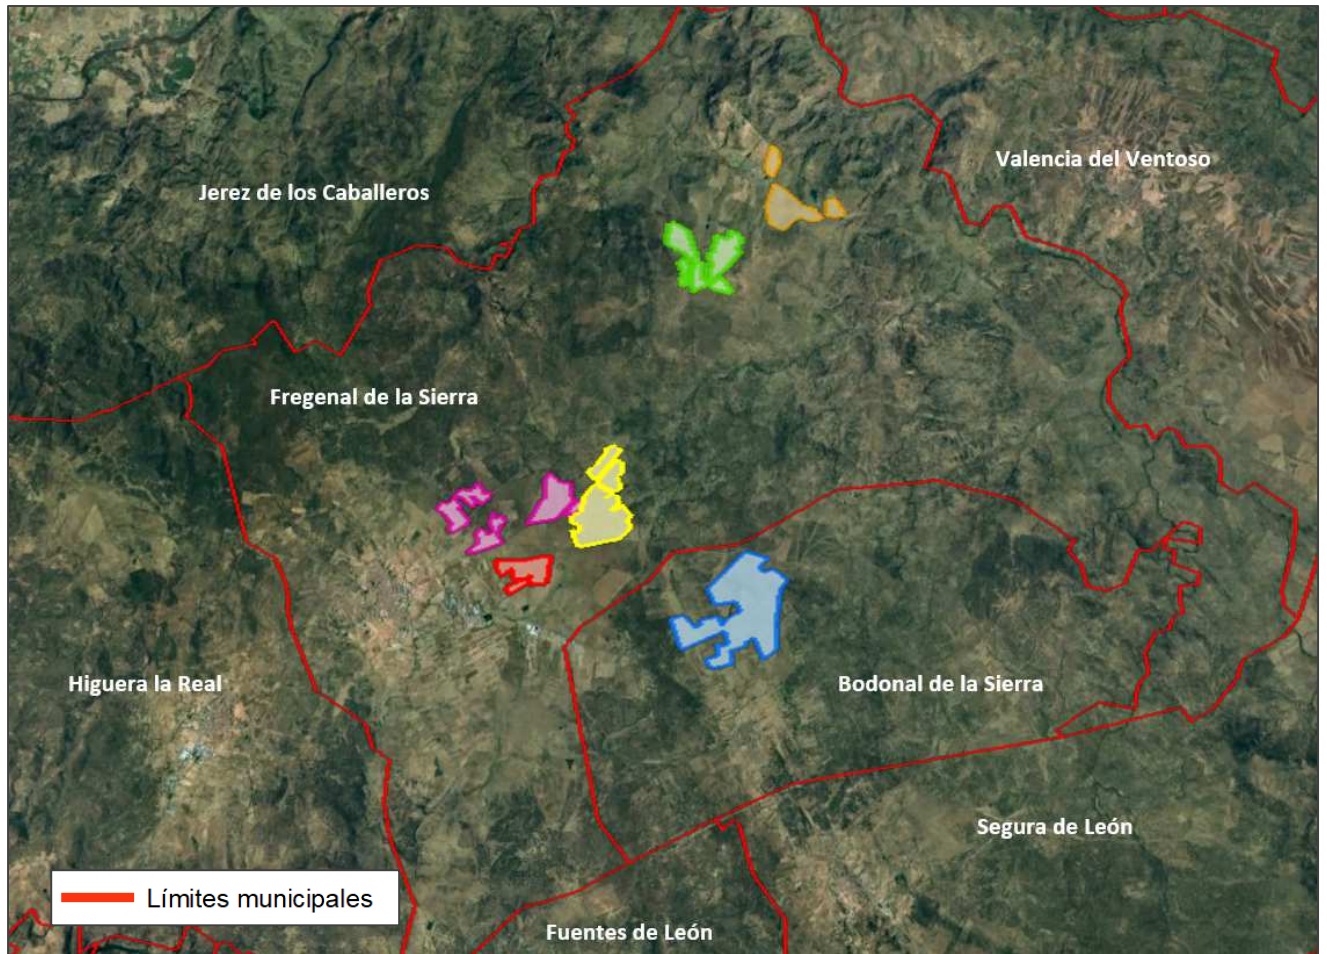 Valencia del Ventoso
Jerez de los Caballeros
Fregenal de la Sierra
Higuera la Real
Bodonal de la Sierra
Segura de León
Límites municipales
Fuentes de León